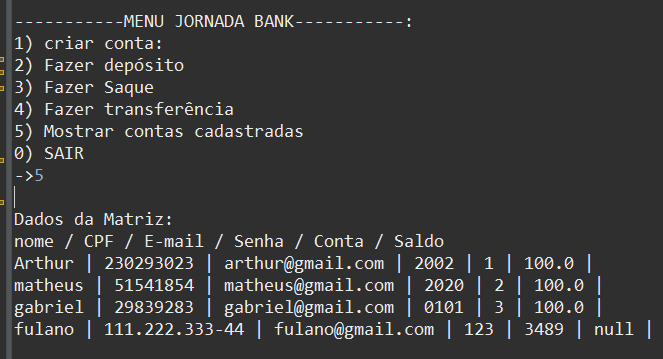 -----------MENU JORNADA BANK-----------:
1) criar conta:
2) Fazer depósito
3) Fazer Saque
4) Fazer transferência
5) Mostrar contas cadastradas
0) SAIR
->5
Dados da Matriz:
nome / CPF / E-mail / Senha / Conta / Saldo
Arthur | 230293023 | arthur@gmail.com | 2002 | 1 | 100.0 |
matheus | 51541854 | matheus@gmail.com | 2020 | 2 | 100.0 |
gabriel | 29839283 | gabriel@gmail.com | 0101 | 3 | 100.0 |
fulano | 111.222.333-44 | fulano@gmail.com | 123 | 3489 | null |